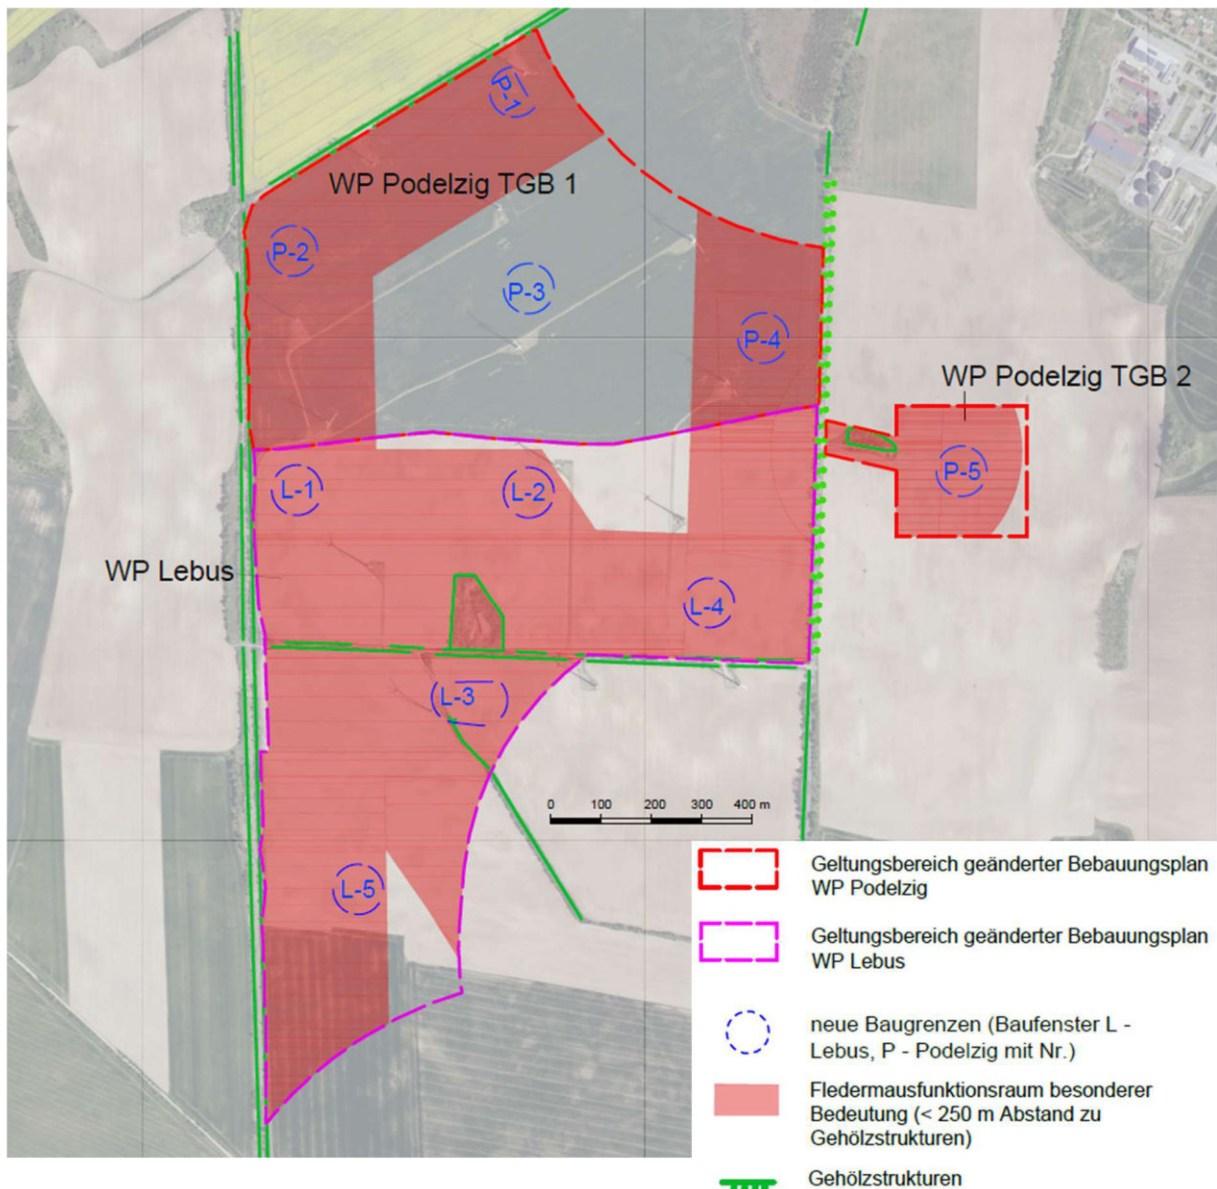 P-1
WP Podelzig TGB 1
P-2
P-3
P-4
WP Podelzig TGB 2
P-5
L-1
L-2
WP Lebus
L-4
L-3
0 100 200 300 400 m
L-5
Geltungsbereich geänderter Bebauungsplan
WP Podelzig
Geltungsbereich geänderter Bebauungsplan
WP Lebus
neue Baugrenzen (Baufenster L -
Lebus, P - Podelzig mit Nr.)
Fledermausfunktionsraum besonderer
Bedeutung (< 250 m Abstand zu
Gehölzstrukturen)
Gehölzstrukturen